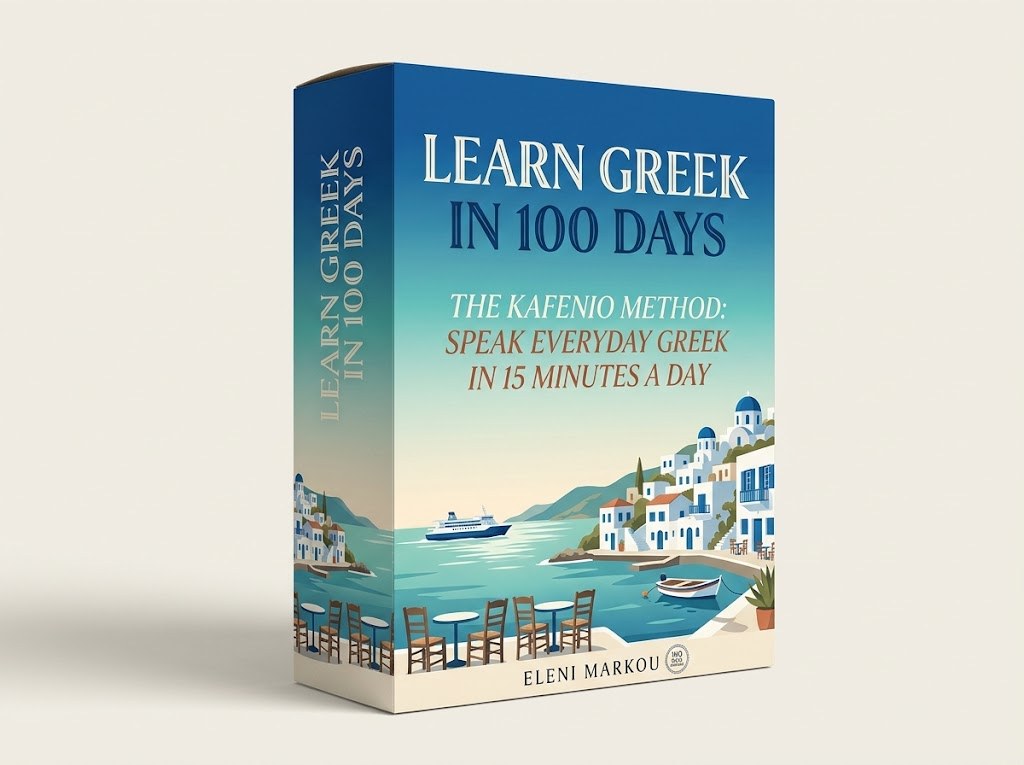 LEARN GREEK
IN 100 DAYS
LEARN GREEK
IN 100 DAYS
THE KAFENIO METHOD:
SPEAK EVERYDAY GREEK
IN 15 MINUTES A DAY
ELENI MARKOU